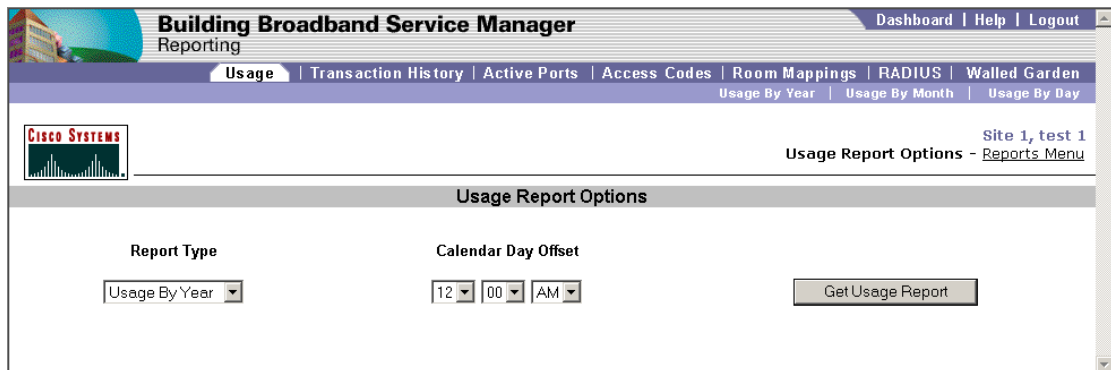 Building Broadband Service Manager
Reporting
Dashboard | Help | Logout
Usage | Transaction History | Active Ports | Access Codes | Room Mappings | RADIUS | Walled Garden
Usage By Year | Usage By Month | Usage By Day
CISCO SYSTEMS
Site 1, test 1
Usage Report Options - Reports Menu
Usage Report Options
Report Type
Calendar Day Offset
Usage By Year
12 00 AM
Get Usage Report